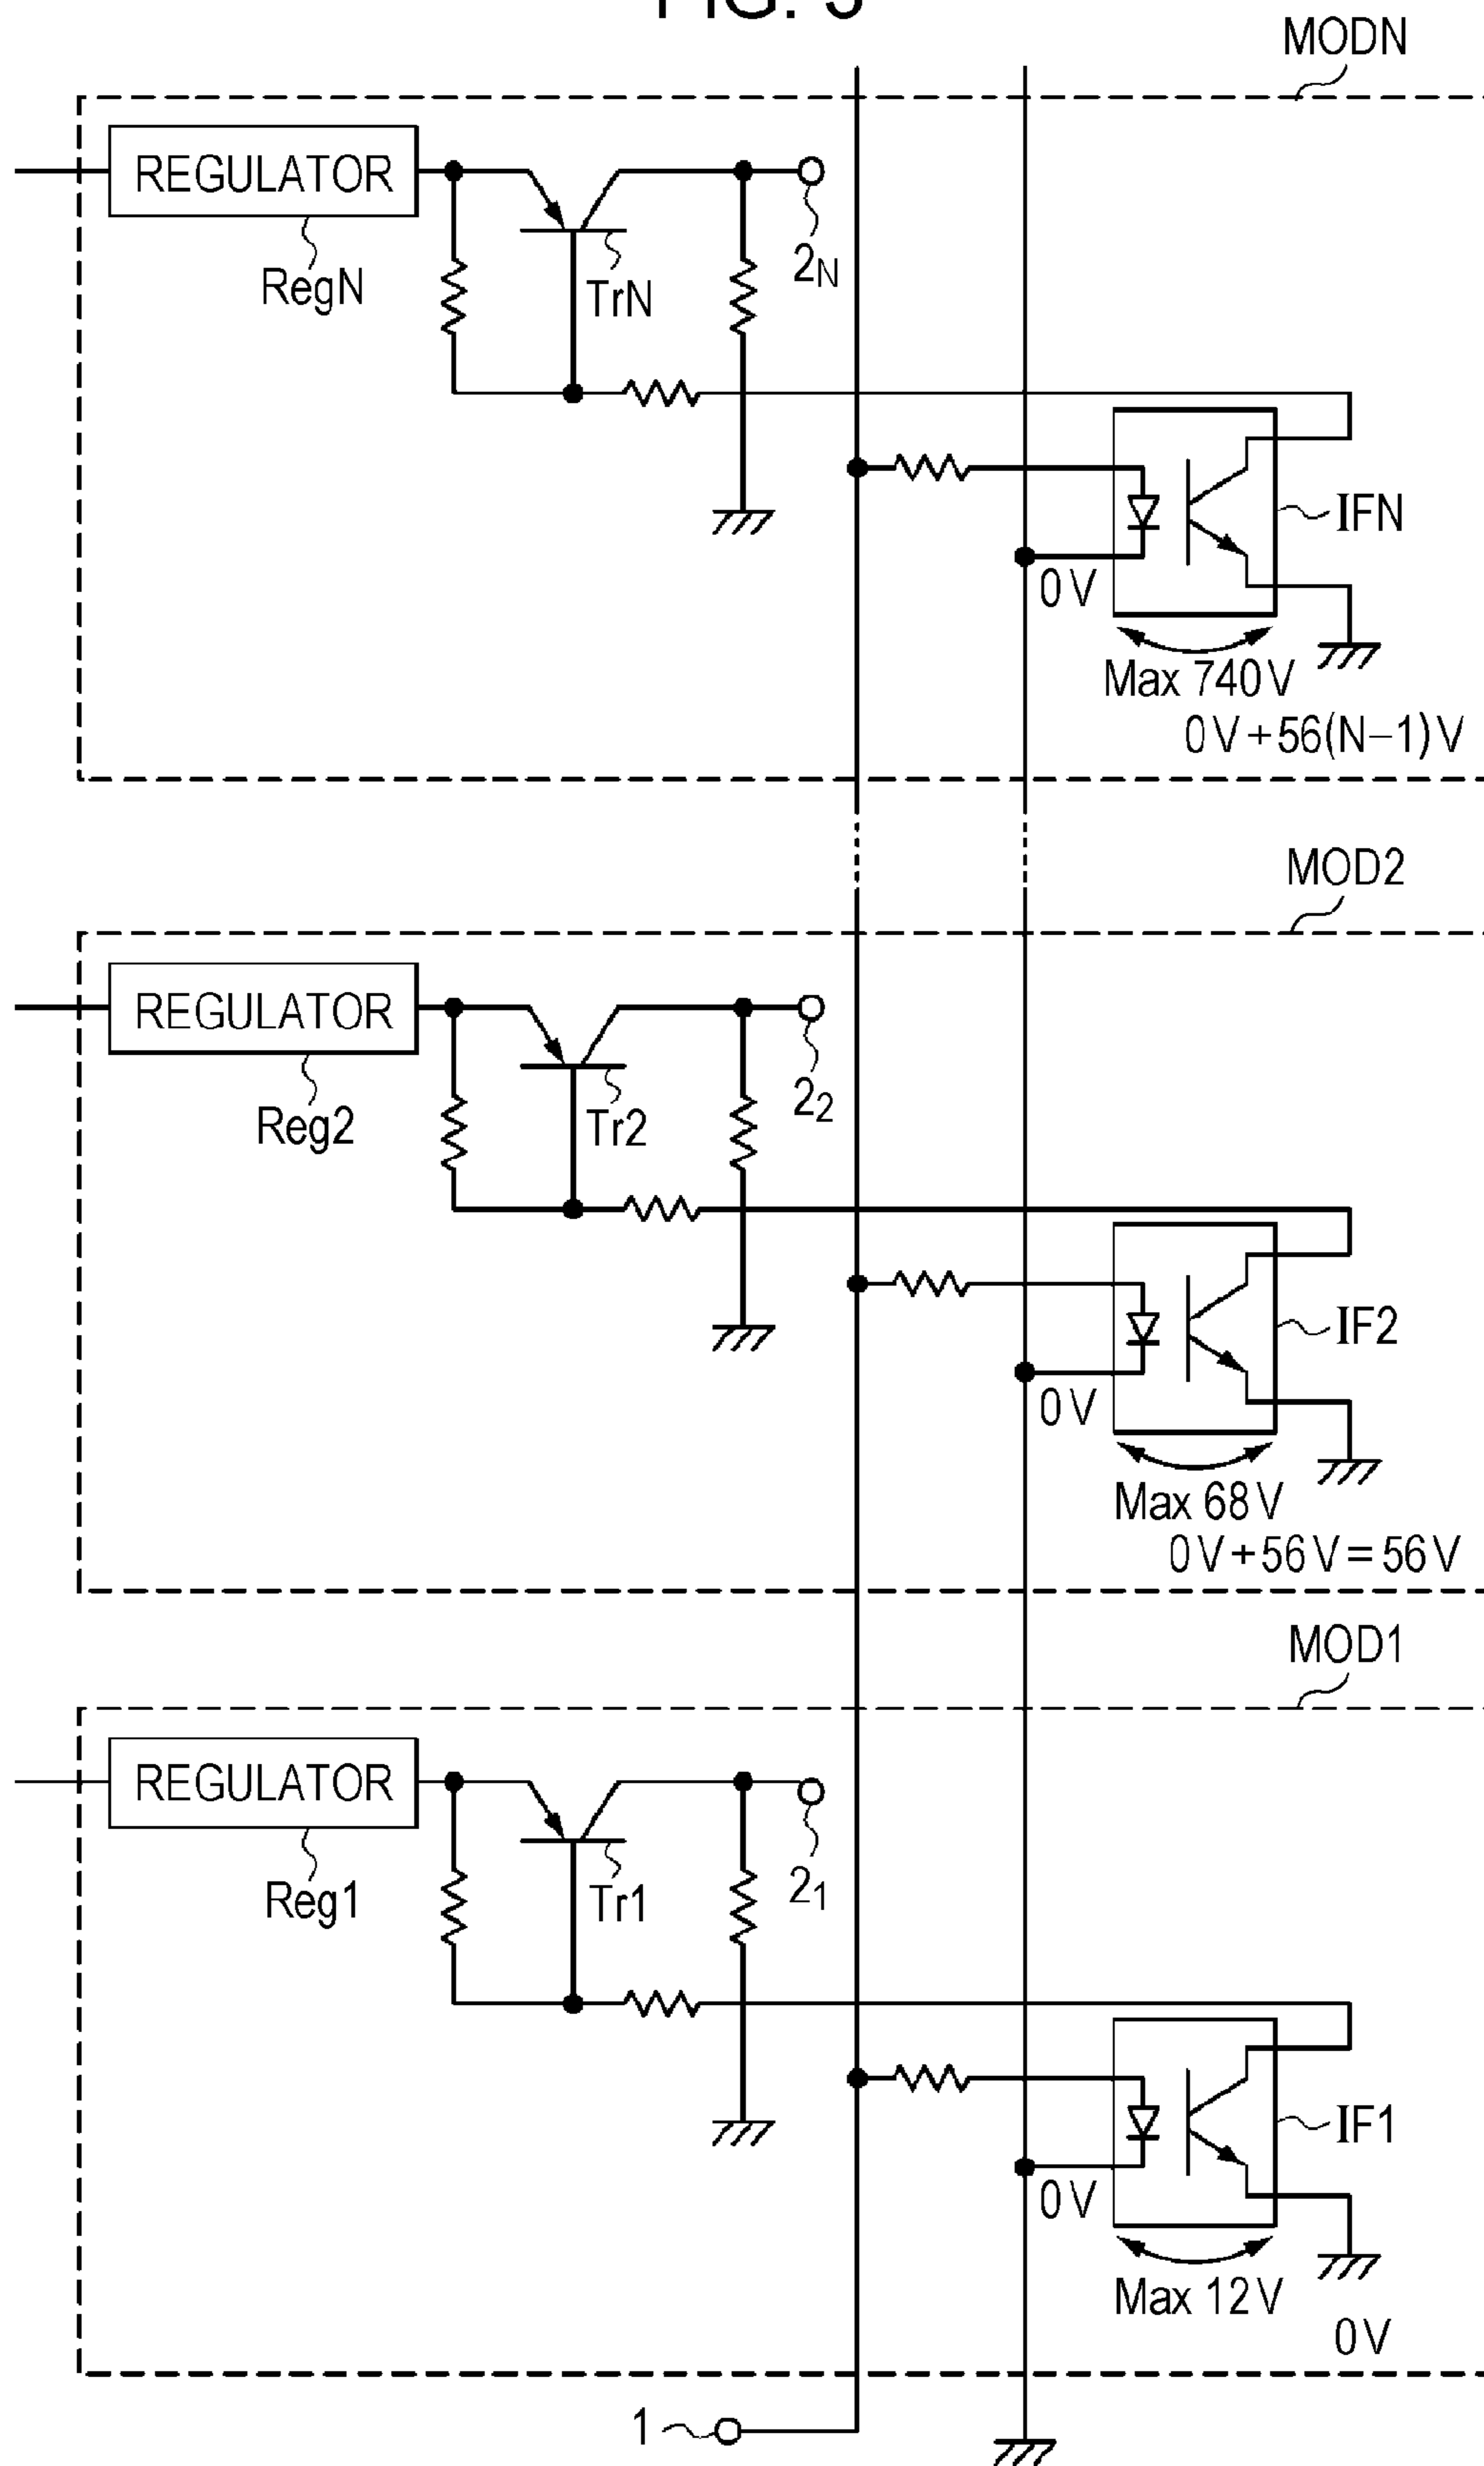 MODN
REGULATOR
RegN
TrN
2N
IFN
0V
Max 740V
0V+56(N−1)V
MOD2
REGULATOR
Reg2
Tr2
22
IF2
0V
Max 68V
0V+56V=56V
MOD1
REGULATOR
Reg1
Tr1
21
IF1
0V
Max 12V
0V
1